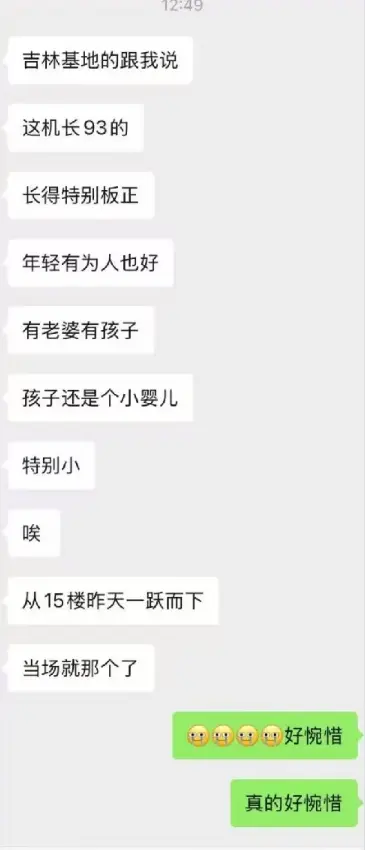 12:49
吉林基地的跟我说
这机长93的
长得特别板正
年轻有为人也好
有老婆有孩子
孩子还是个小婴儿
特别小
唉
从15楼昨天一跃而下
当场就那个了
好惋惜
真的好惋惜